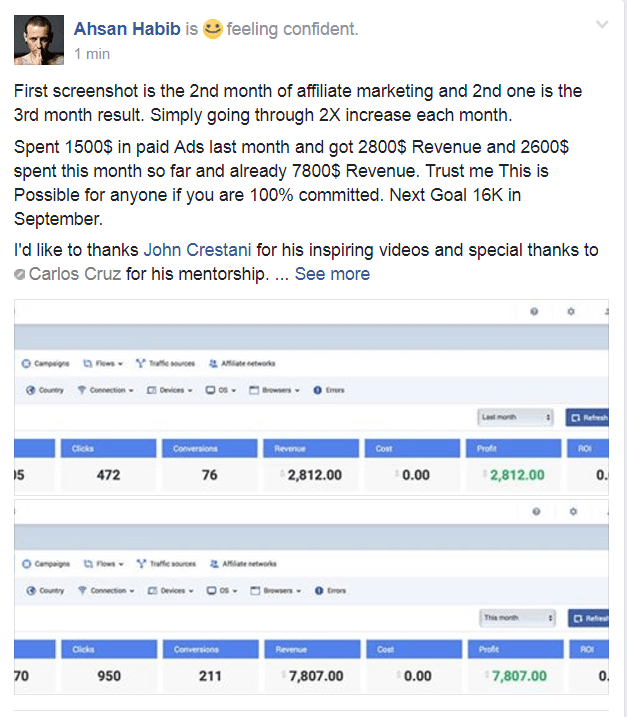 Ahsan Habib is feeling confident.
1 min
First screenshot is the 2nd month of affiliate marketing and 2nd one is the
3rd month result. Simply going through 2X increase each month.
Spent 1500$ in paid Ads last month and got 2800$ Revenue and 2600$
spent this month so far and already 7800$ Revenue. Trust me This is
Possible for anyone if you are 100% committed. Next Goal 16K in
September.
I'd like to thanks John Crestani for his inspiring videos and special thanks to
Carlos Cruz for his mentorship. ... See more
Campaigns Flows Traffic sources Affiliate networks
Country Connection Devices OS Browsers Errors
Last month Refresh
Clicks Conversions Revenue Cost Profit ROI
05 472 76 $ 2,812.00 $ 0.00 $ 2,812.00 0.
Campaigns Flows Traffic sources Affiliate networks
Country Connection Devices OS Browsers Errors
This month Refresh
Clicks Conversions Revenue Cost Profit ROI
70 950 211 $ 7,807.00 $ 0.00 $ 7,807.00 0.